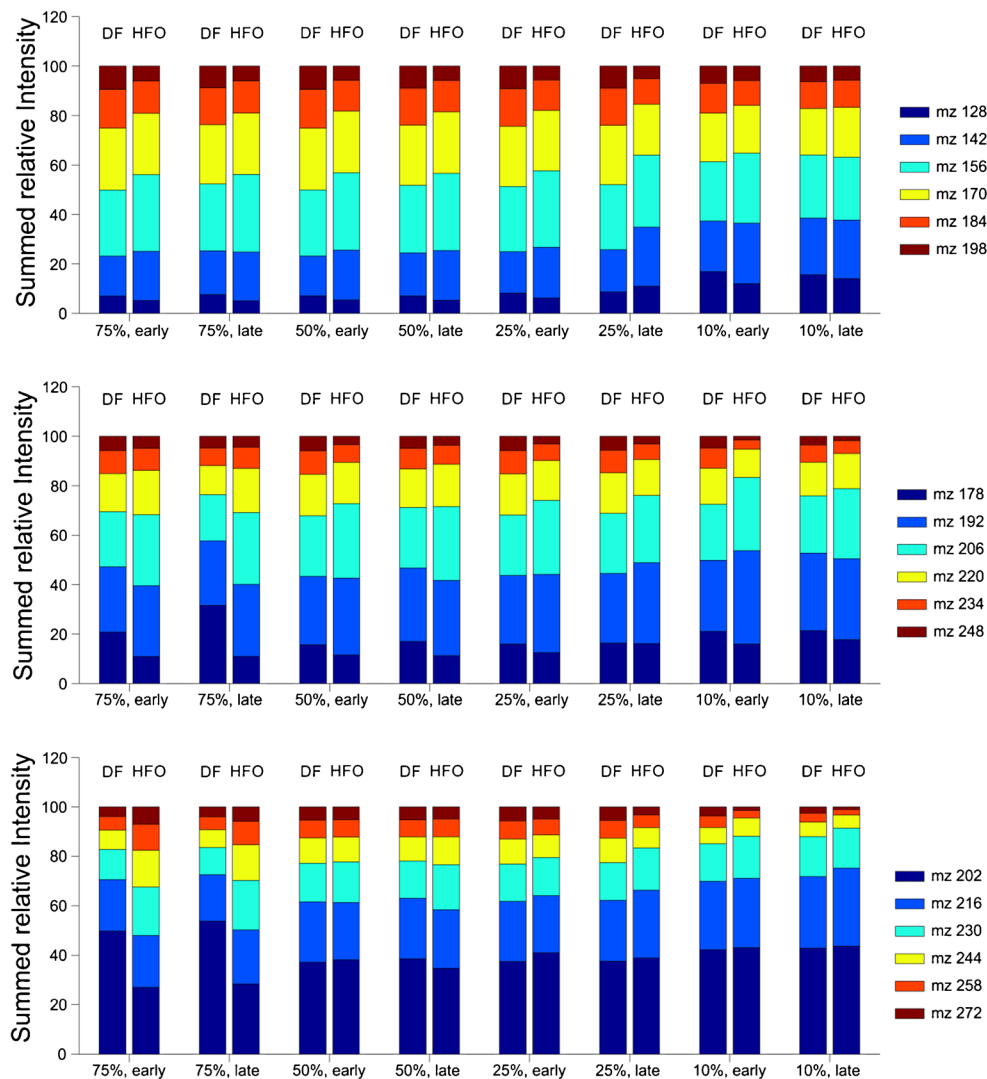 Summed relative Intensity
120
100
80
60
40
20
0
DF HFO DF HFO DF HFO DF HFO DF HFO DF HFO DF HFO DF HFO
75%, early 75%, late 50%, early 50%, late 25%, early 25%, late 10%, early 10%, late
mz 128
mz 142
mz 156
mz 170
mz 184
mz 198
Summed relative Intensity
120
100
80
60
40
20
0
DF HFO DF HFO DF HFO DF HFO DF HFO DF HFO DF HFO DF HFO
75%, early 75%, late 50%, early 50%, late 25%, early 25%, late 10%, early 10%, late
mz 178
mz 192
mz 206
mz 220
mz 234
mz 248
Summed relative Intensity
120
100
80
60
40
20
0
DF HFO DF HFO DF HFO DF HFO DF HFO DF HFO DF HFO DF HFO
75%, early 75%, late 50%, early 50%, late 25%, early 25%, late 10%, early 10%, late
mz 202
mz 216
mz 230
mz 244
mz 258
mz 272